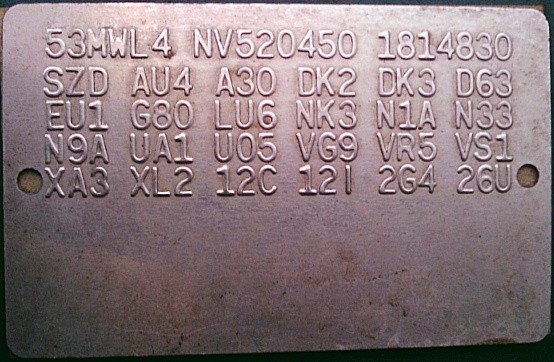 53MWL4 NV520450 1814830
SZD AU4 A30 DK2 DK3 D63
EU1 G80 LU6 NK3 N1A N33
N9A UA1 U05 VG9 VR5 VS1
XA3 XL2 12C 12I 2G4 26U